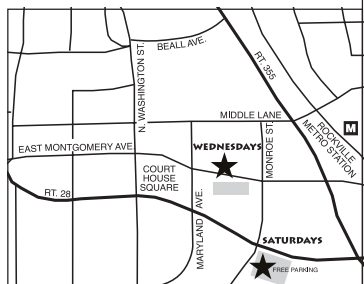 BEALL AVE.
RT. 355
N. WASHINGTON ST.
MIDDLE LANE
ROCKVILLE
METRO STATION
M
EAST MONTGOMERY AVE
WEDNESDAYS
MONROE ST.
COURT
HOUSE
SQUARE
RT. 28
MARYLAND AVE.
SATURDAYS
FREE PARKING